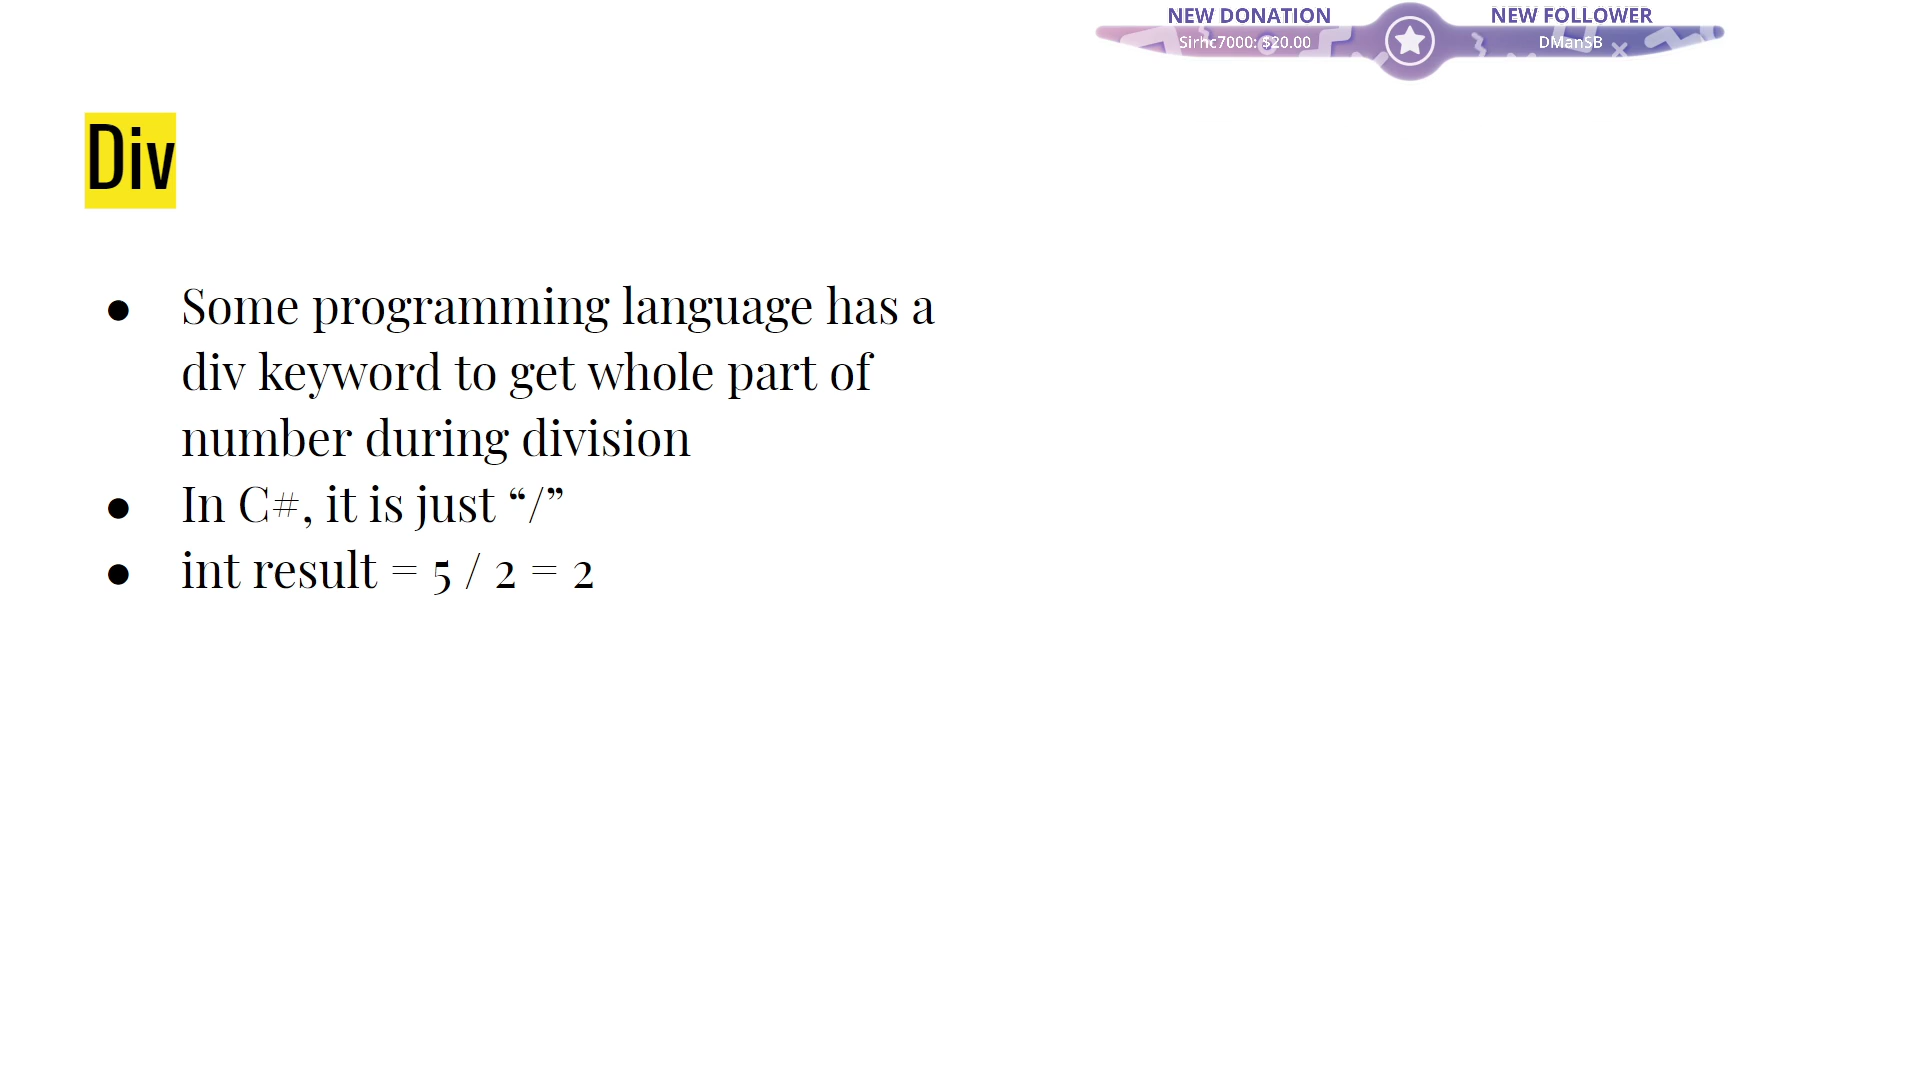 NEW DONATION
Sirhc7000: $20.00
NEW FOLLOWER
DManSB
Div
● Some programming language has a
div keyword to get whole part of
number during division
● In C#, it is just “/”
● int result = 5 / 2 = 2